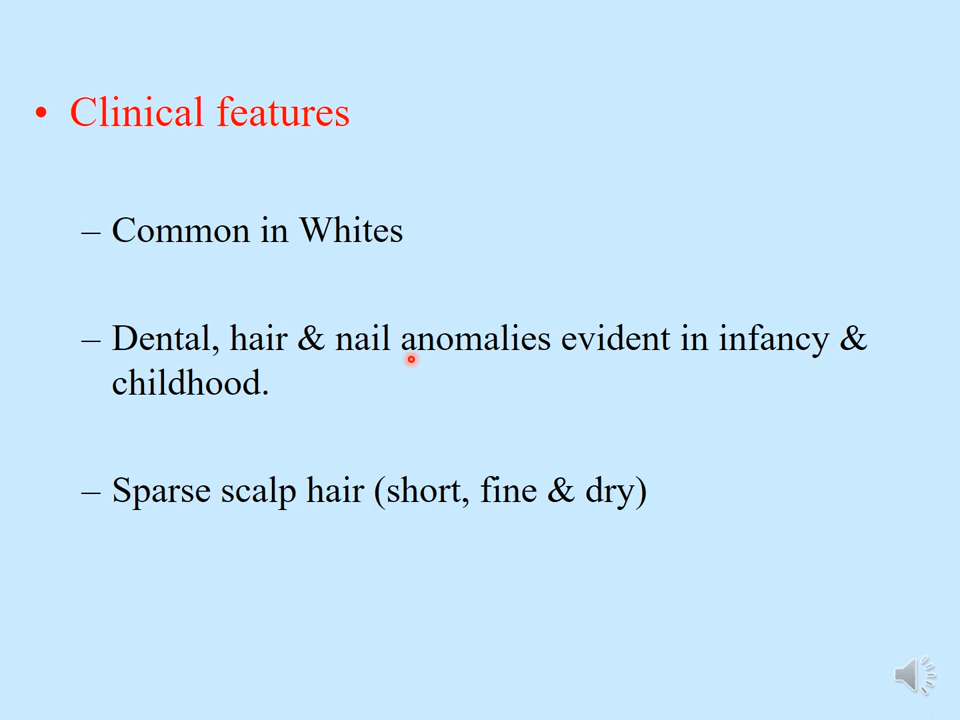 • Clinical features
– Common in Whites
– Dental, hair & nail anomalies evident in infancy &
childhood.
– Sparse scalp hair (short, fine & dry)